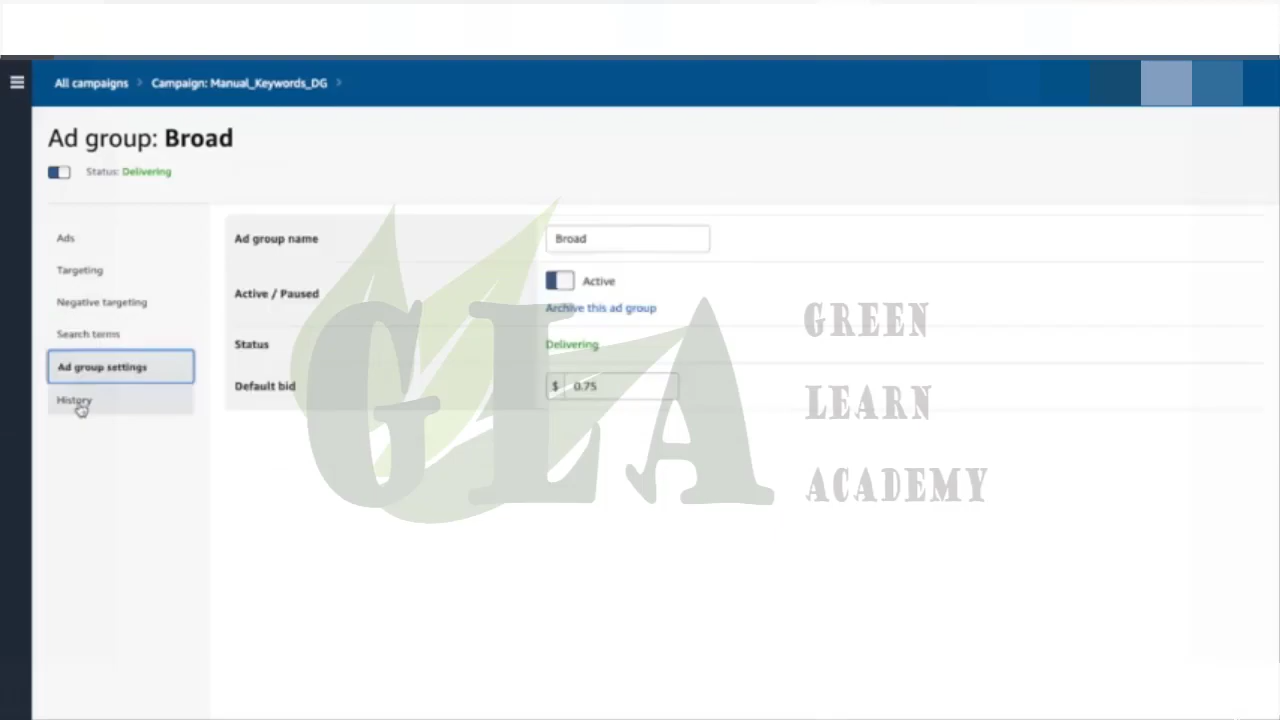 All campaigns > Campaign: Manual_Keywords_DG >
Ad group: Broad
Status: Delivering
Ads
Targeting
Negative targeting
Search terms
Ad group settings
History
Ad group name
Broad
Active / Paused
Active
Archive this ad group
Status
Delivering
Default bid
$ 0.75
GLA
GREEN
LEARN
ACADEMY